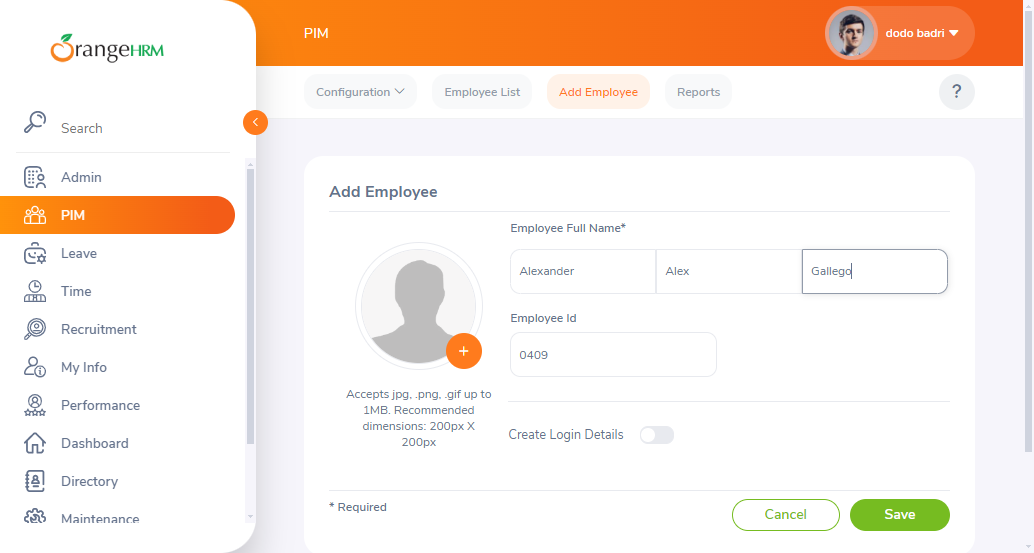 OrangeHRM
Search
Admin
PIM
Leave
Time
Recruitment
My Info
Performance
Dashboard
Directory
Maintenance
PIM
dodo badri
Configuration
Employee List
Add Employee
Reports
?
Add Employee
Accepts jpg, .png, .gif up to
1MB. Recommended
dimensions: 200px X
200px
Employee Full Name*
Alexander
Alex
Gallego
Employee Id
0409
Create Login Details
* Required
Cancel
Save